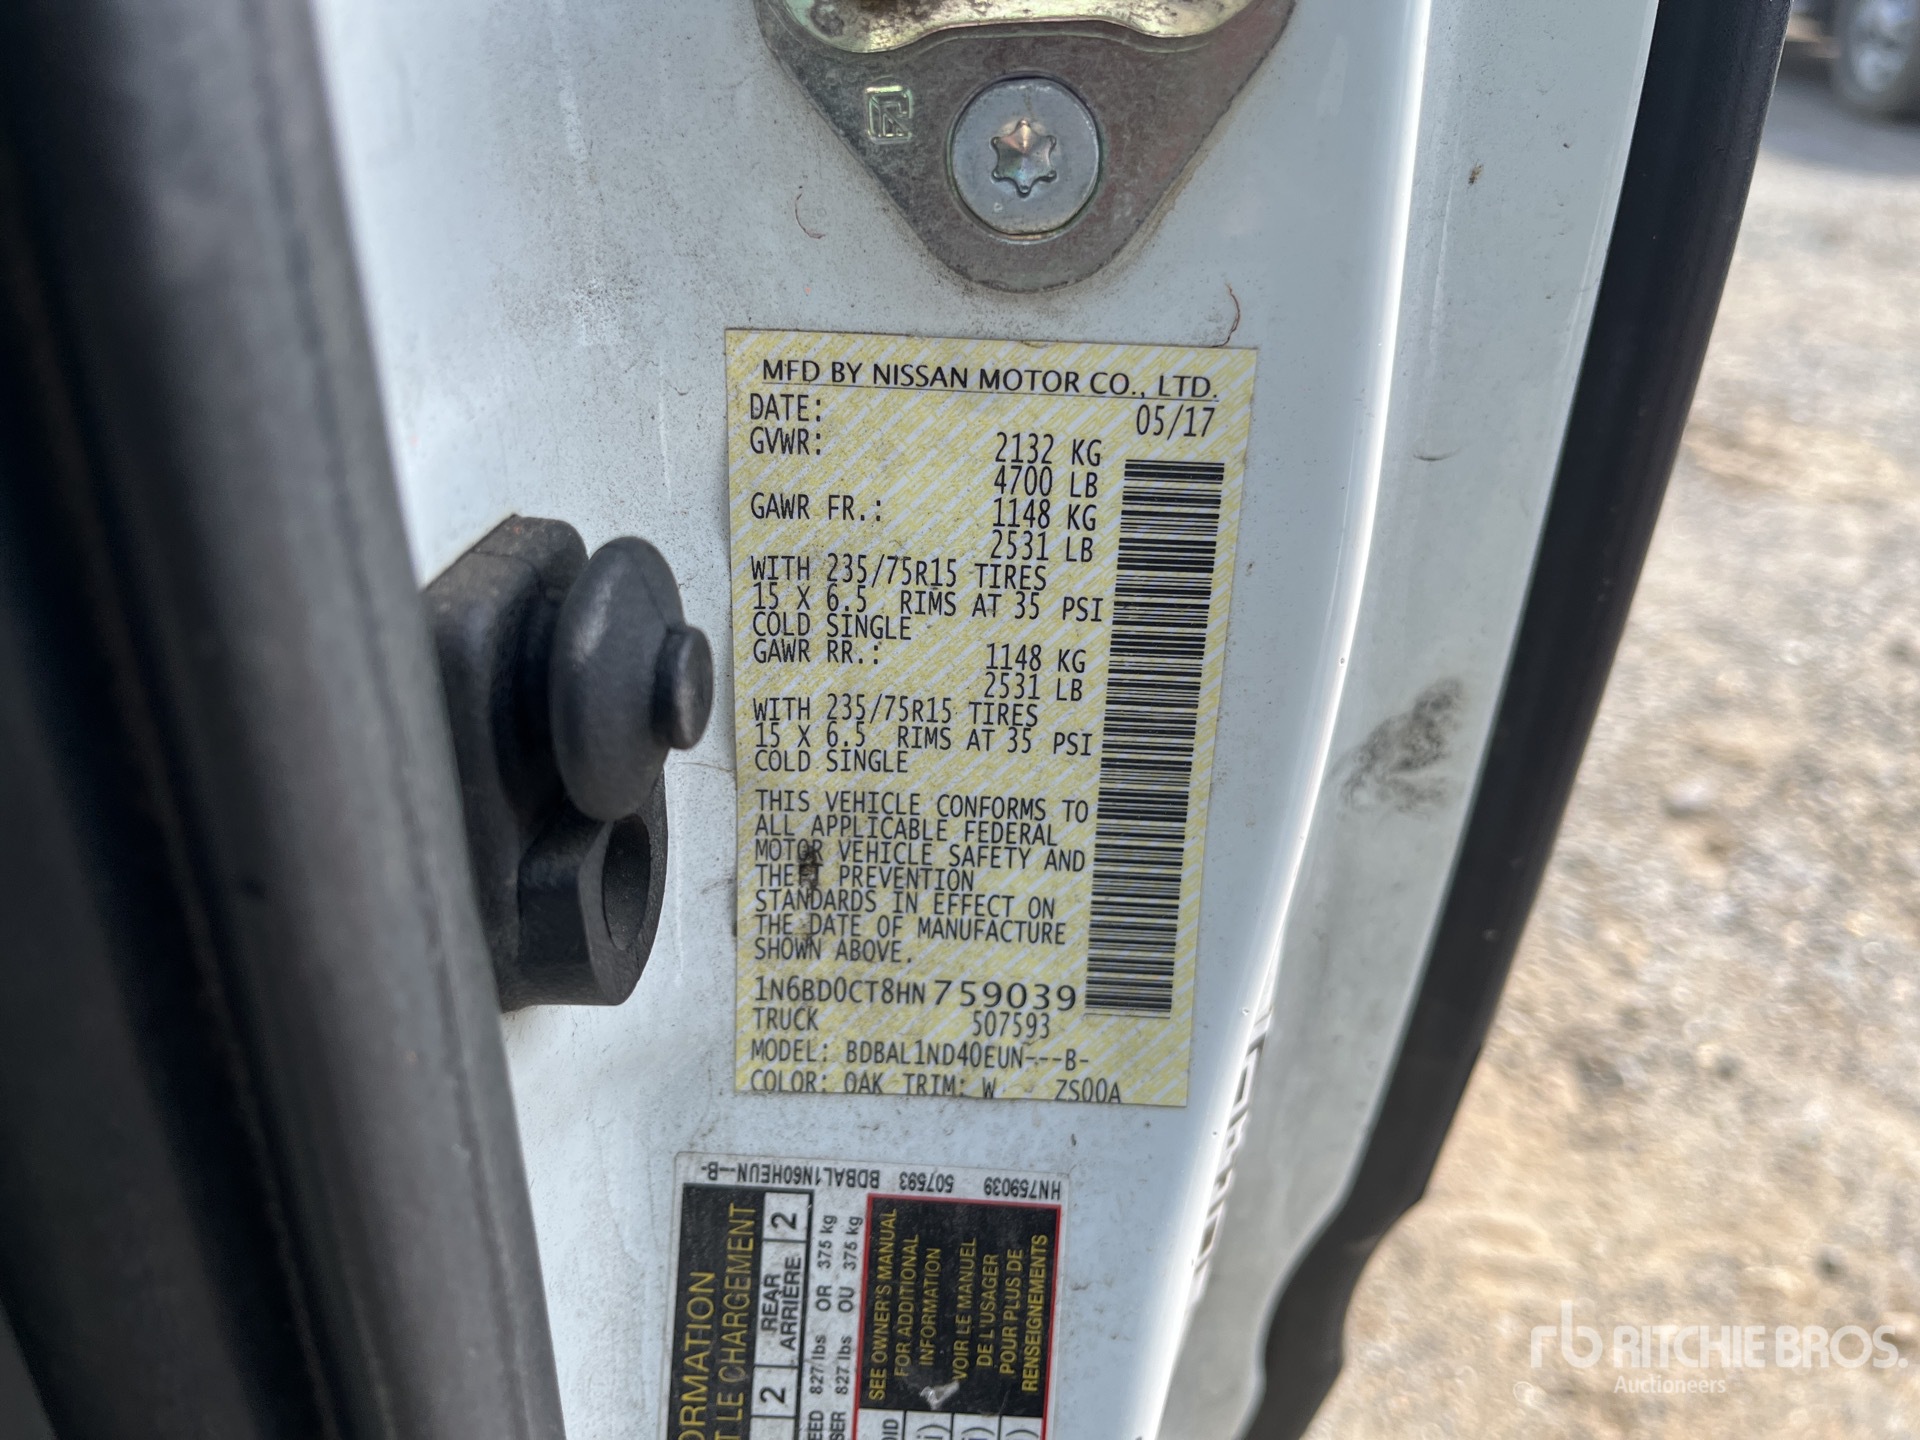 MFD BY NISSAN MOTOR CO., LTD.
DATE: 05/17
GVWR: 2132 KG
4700 LB
GAWR FR.: 1148 KG
2531 LB
WITH 235/75R15 TIRES
15 X 6.5 RIMS AT 35 PSI
COLD SINGLE
GAWR RR.: 1148 KG
2531 LB
WITH 235/75R15 TIRES
15 X 6.5 RIMS AT 35 PSI
COLD SINGLE
THIS VEHICLE CONFORMS TO
ALL APPLICABLE FEDERAL
MOTOR VEHICLE SAFETY AND
THEFT PREVENTION
STANDARDS IN EFFECT ON
THE DATE OF MANUFACTURE
SHOWN ABOVE.
1N6BD0CT8HN759039
TRUCK 507593
MODEL: BDBAL1ND40EUN---B-
COLOR: QAK TRIM: W ZS00A
HN759039 507593 BDBAL1N60HEUN--B-
2 REAR 2
ARRIÈRE
827 lbs OR 375 kg
827 lbs OU 375 kg
SEE OWNER'S MANUAL
FOR ADDITIONAL
INFORMATION
VOIR LE MANUEL
DE L'USAGER
POUR PLUS DE
RENSEIGNEMENTS
LE CHARGEMENT
rb RITCHIE BROS.
Auctioneers